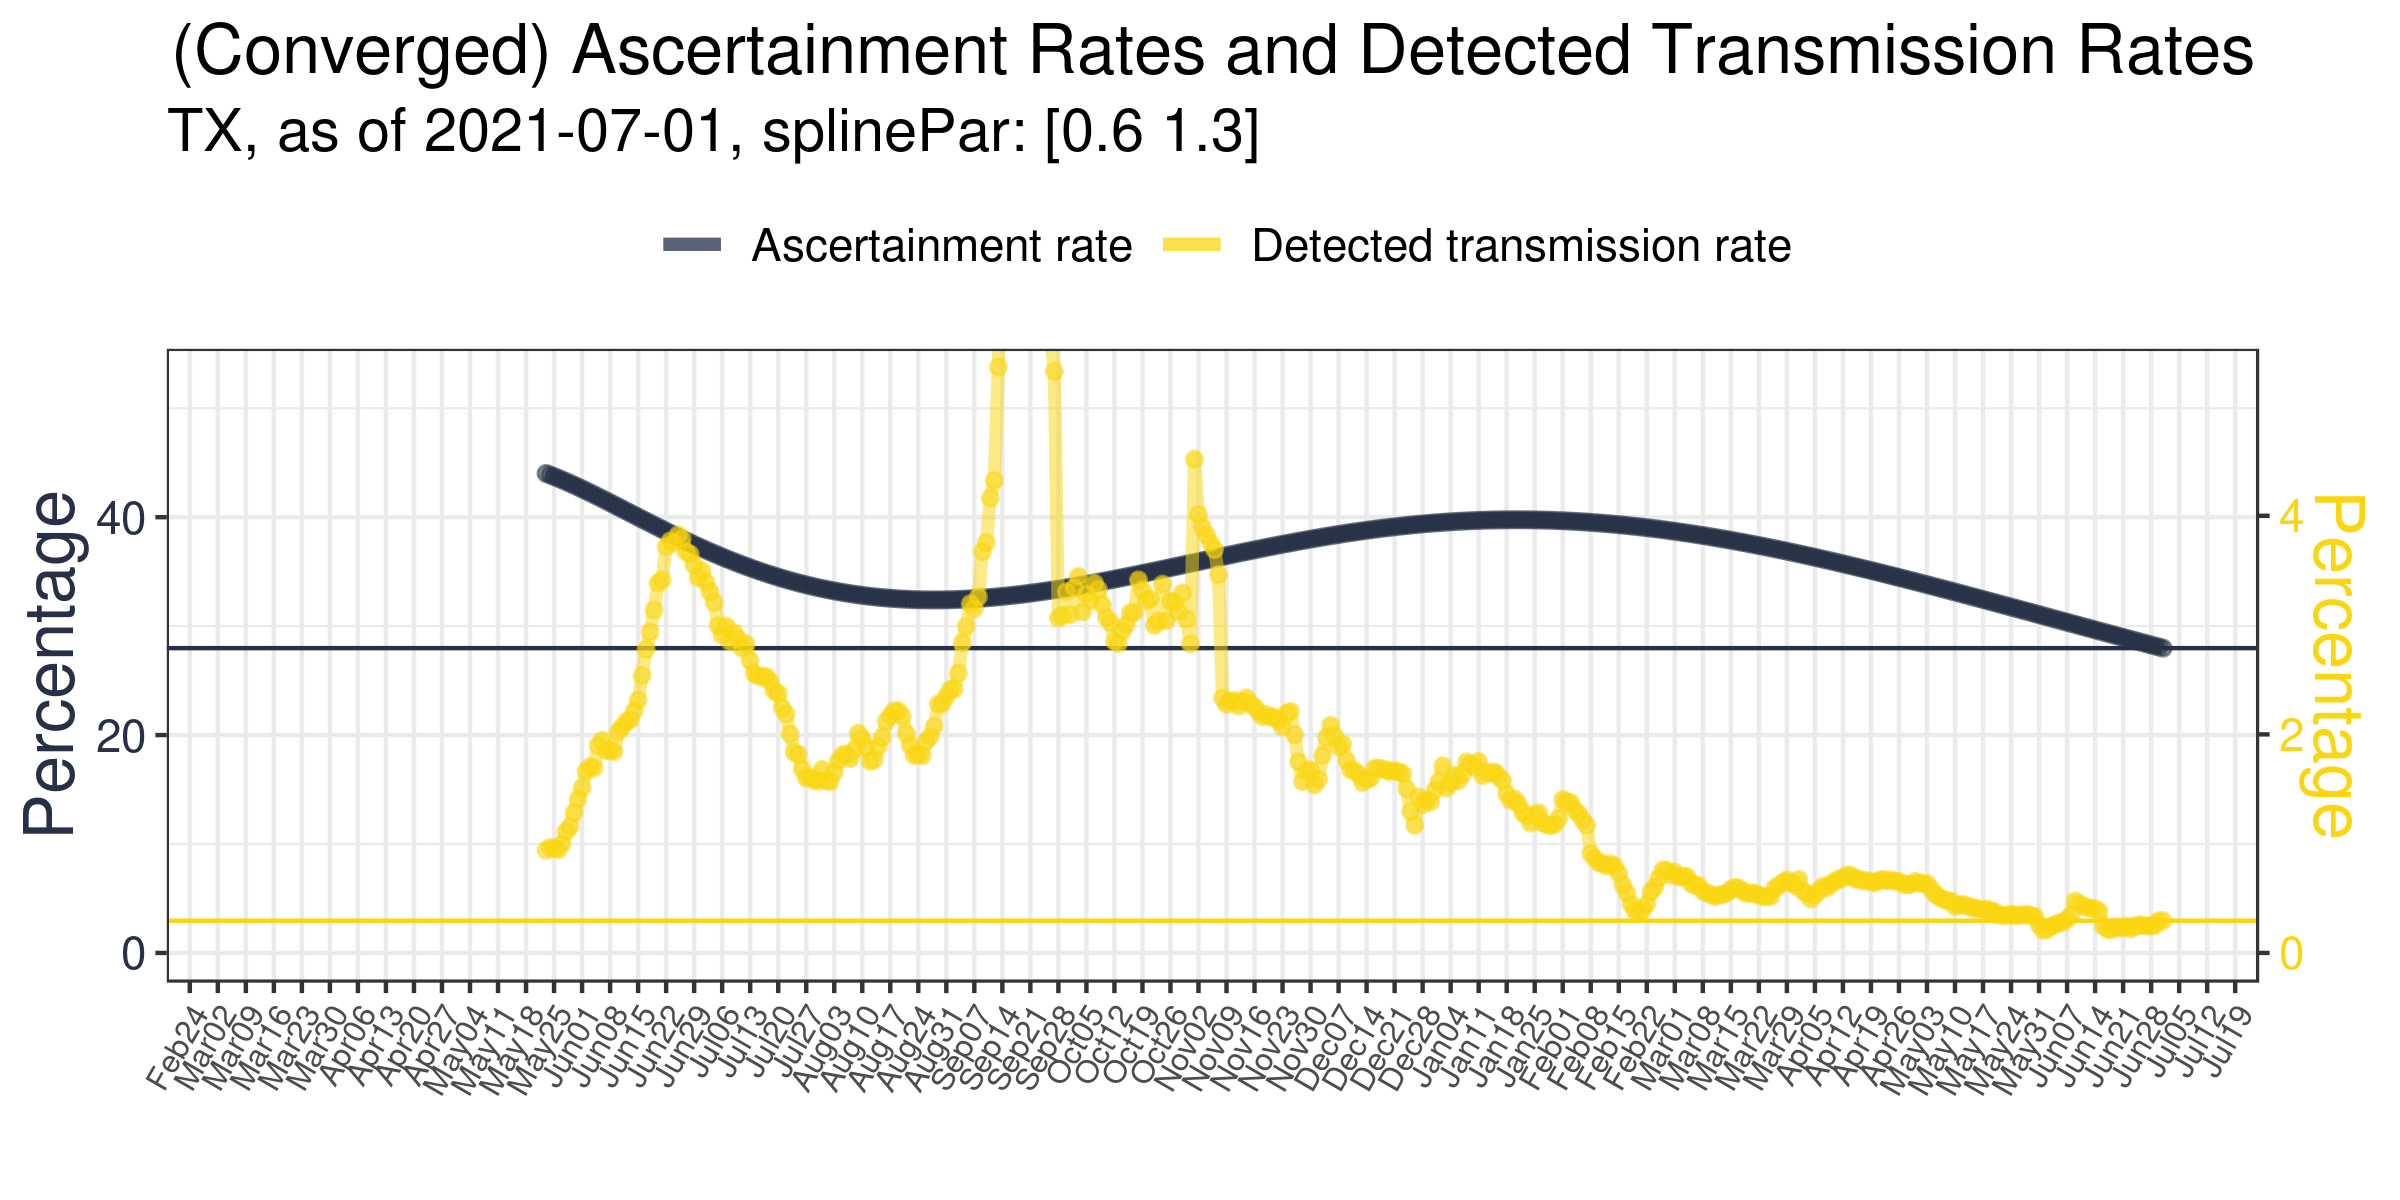 (Converged) Ascertainment Rates and Detected Transmission Rates
TX, as of 2021-07-01, splinePar: [0.6 1.3]
Ascertainment rate
Detected transmission rate
Percentage
40
20
0
4
2
0
Percentage
Feb24
Mar02
Mar09
Mar16
Mar23
Mar30
Apr06
Apr13
Apr20
Apr27
May04
May11
May18
May25
Jun01
Jun08
Jun15
Jun22
Jun29
Jul06
Jul13
Jul20
Jul27
Aug03
Aug10
Aug17
Aug24
Aug31
Sep07
Sep14
Sep21
Sep28
Oct05
Oct12
Oct19
Oct26
Nov02
Nov09
Nov16
Nov23
Nov30
Dec07
Dec14
Dec21
Dec28
Jan04
Jan11
Jan18
Jan25
Feb01
Feb08
Feb15
Feb22
Mar01
Mar08
Mar15
Mar22
Mar29
Apr05
Apr12
Apr19
Apr26
May03
May10
May17
May24
May31
Jun07
Jun14
Jun21
Jun28
Jul05
Jul12
Jul19